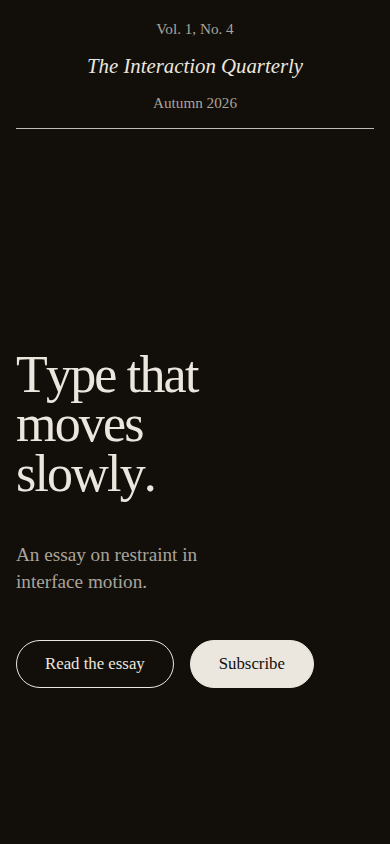 Vol. 1, No. 4
The Interaction Quarterly
Autumn 2026
Type that
moves
slowly.
An essay on restraint in
interface motion.
Read the essay
Subscribe